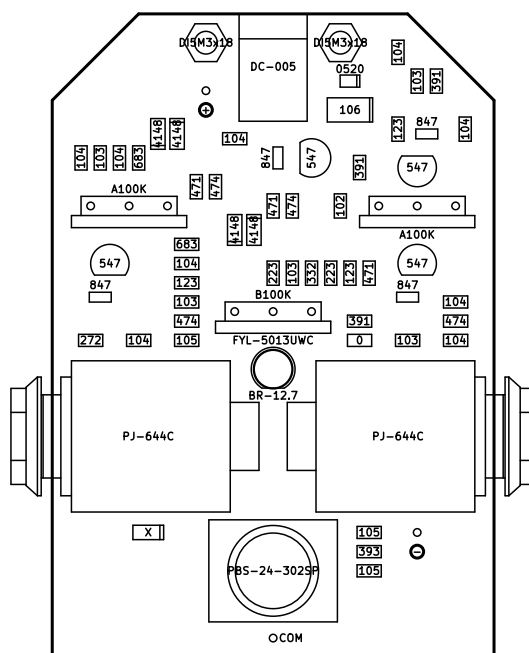 DI5M3x18 DI5M3x18
104
DC-005 0520
103 391
106
+
4148 4148 123 847 104
104
104 103 104 683 847 547 391 547
471 474
A100K 471 474 102
4148 4148 A100K
683
547 104 223 103 332 223 123 471 547
847 123 847
103 B100K 104
474 391 474
272 104 105 FYL-5013UWC 0 103 104
BR-12.7
PJ-644C PJ-644C
X 105
393 -
PBS-24-302SP 105
COM